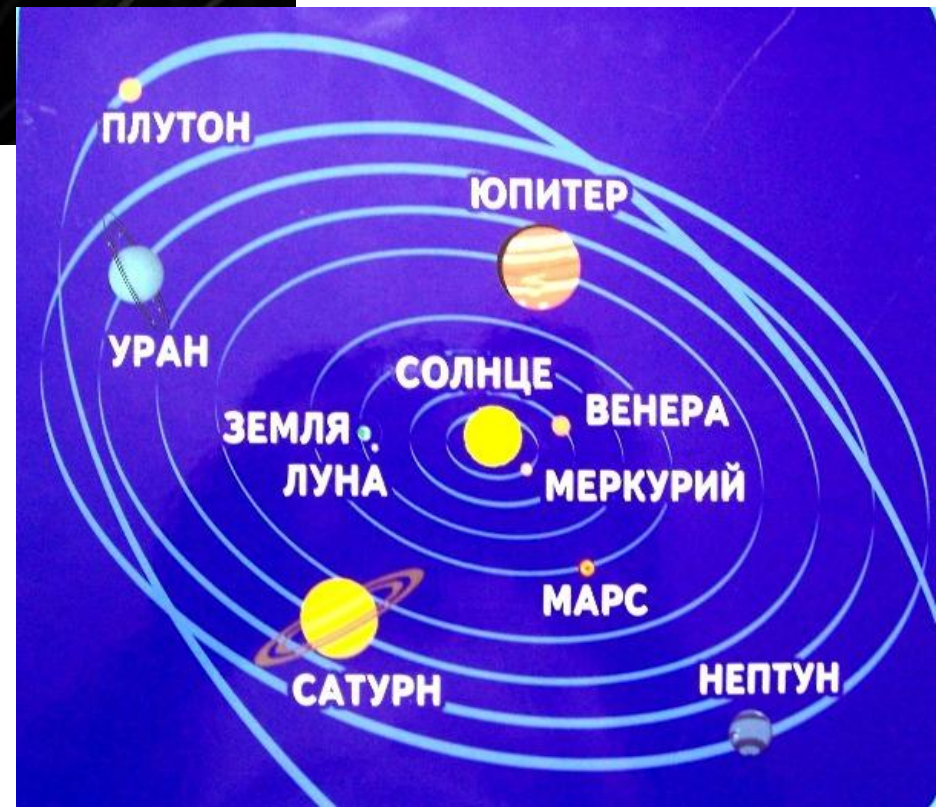 ПЛУТОН
ЮПИТЕР
УРАН
СОЛНЦЕ
ВЕНЕРА
ЗЕМЛЯ
ЛУНА
МЕРКУРИЙ
МАРС
САТУРН
НЕПТУН